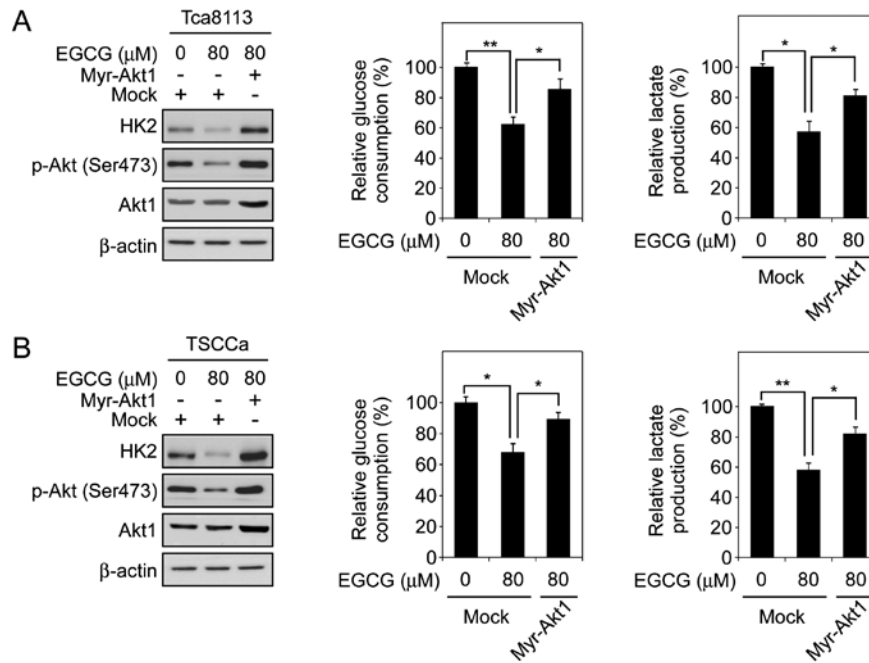 A
Tca8113
EGCG (μM) 0 80 80
Myr-Akt1 - - +
Mock + + -
HK2
p-Akt (Ser473)
Akt1
β-actin
Relative glucose
consumption (%)
120
100
80
60
40
20
0
**
*
EGCG (μM) 0 80 80
Mock
Myr-Akt1
Relative lactate
production (%)
120
100
80
60
40
20
0
*
*
EGCG (μM) 0 80 80
Mock
Myr-Akt1
B
TSCCa
EGCG (μM) 0 80 80
Myr-Akt1 - - +
Mock + + -
HK2
p-Akt (Ser473)
Akt1
β-actin
Relative glucose
consumption (%)
120
100
80
60
40
20
0
*
*
EGCG (μM) 0 80 80
Mock
Myr-Akt1
Relative lactate
production (%)
120
100
80
60
40
20
0
**
*
EGCG (μM) 0 80 80
Mock
Myr-Akt1